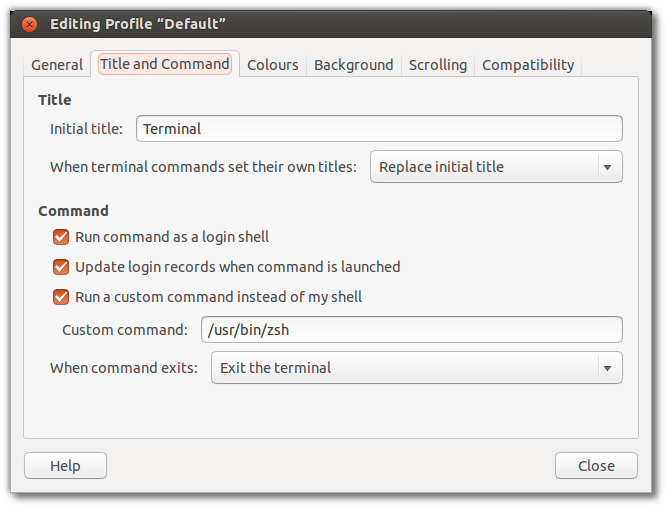 Editing Profile “Default”
General Title and Command Colours Background Scrolling Compatibility
Title
Initial title: Terminal
When terminal commands set their own titles: Replace initial title
Command
Run command as a login shell
Update login records when command is launched
Run a custom command instead of my shell
Custom command: /usr/bin/zsh
When command exits: Exit the terminal
Help Close